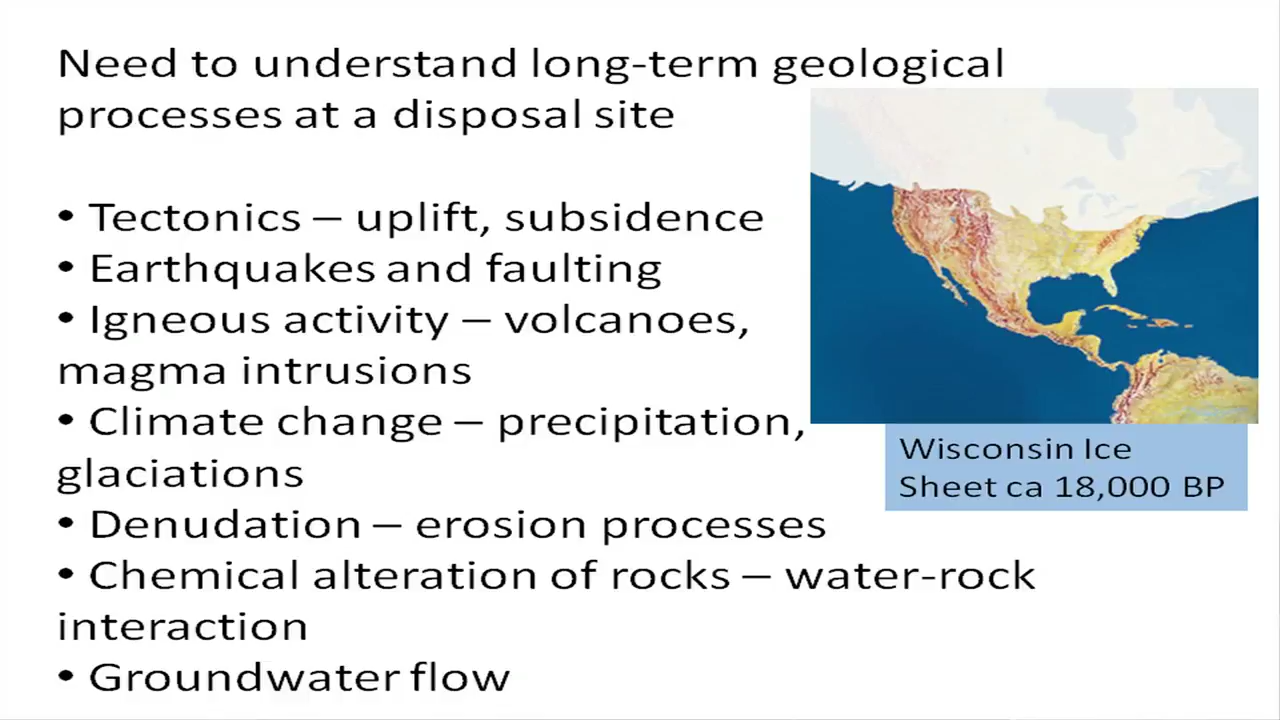 Need to understand long-term geological
processes at a disposal site
• Tectonics – uplift, subsidence
• Earthquakes and faulting
• Igneous activity – volcanoes,
magma intrusions
• Climate change – precipitation,
glaciations
• Denudation – erosion processes
• Chemical alteration of rocks – water-rock
interaction
• Groundwater flow
Wisconsin Ice
Sheet ca 18,000 BP